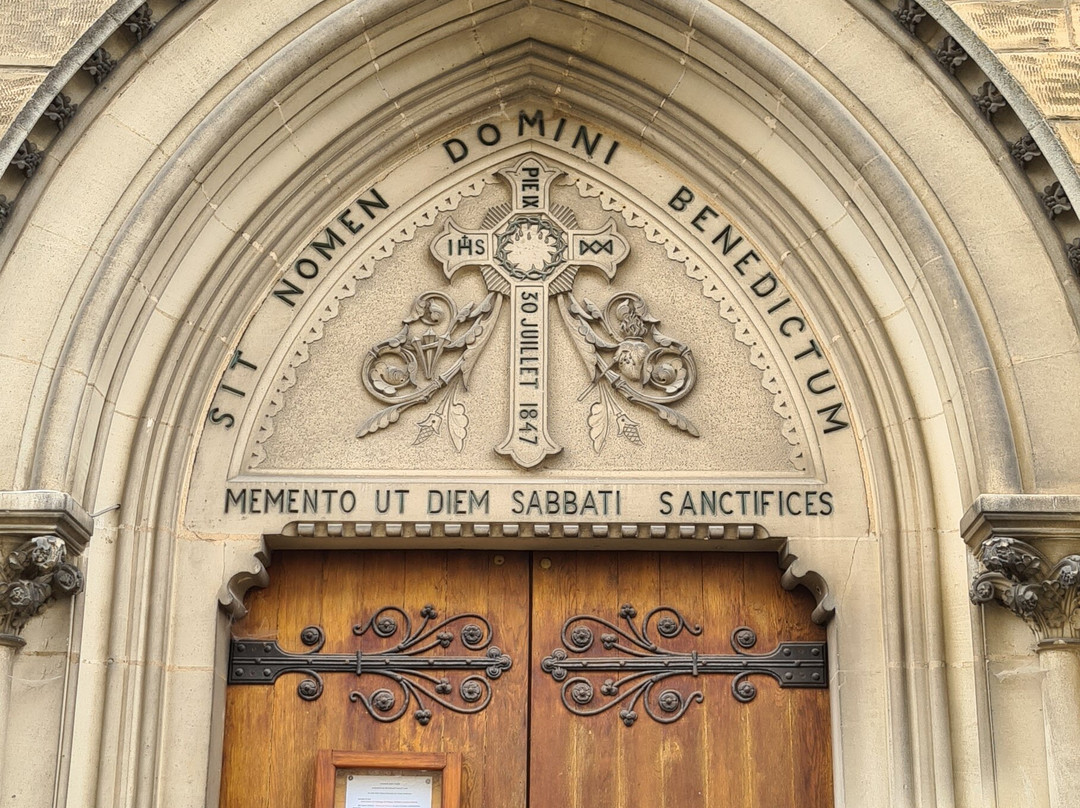 SIT NOMEN DOMINI BENEDICTUM
PIE IX
IHS
30 JUILLET 1847
MEMENTO UT DIEM SABBATI SANCTIFICES